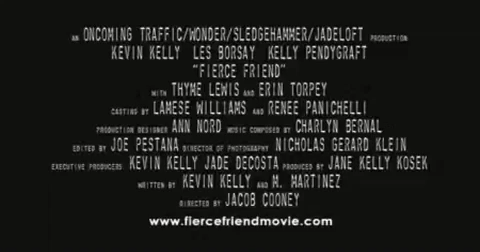 AN ONCOMING TRAFFIC/WONDER/SLEDGEHAMMER/JADELOFT PRODUCTION
KEVIN KELLY LES BORSAY KELLY PENDYGRAFT
"FIERCE FRIEND"
WITH THYME LEWIS AND ERIN TORPEY
CASTING BY LAMESE WILLIAMS AND RENEE PANICHELLI
PRODUCTION DESIGNER ANN NORD MUSIC COMPOSED BY CHARLYN BERNAL
EDITED BY JOE PESTANA DIRECTOR OF PHOTOGRAPHY NICHOLAS GERARD KLEIN
EXECUTIVE PRODUCERS KEVIN KELLY JADE DECOSTA PRODUCED BY JANE KELLY KOSEK
WRITTEN BY KEVIN KELLY AND M. MARTINEZ
DIRECTED BY JACOB COONEY
www.fiercefriendmovie.com